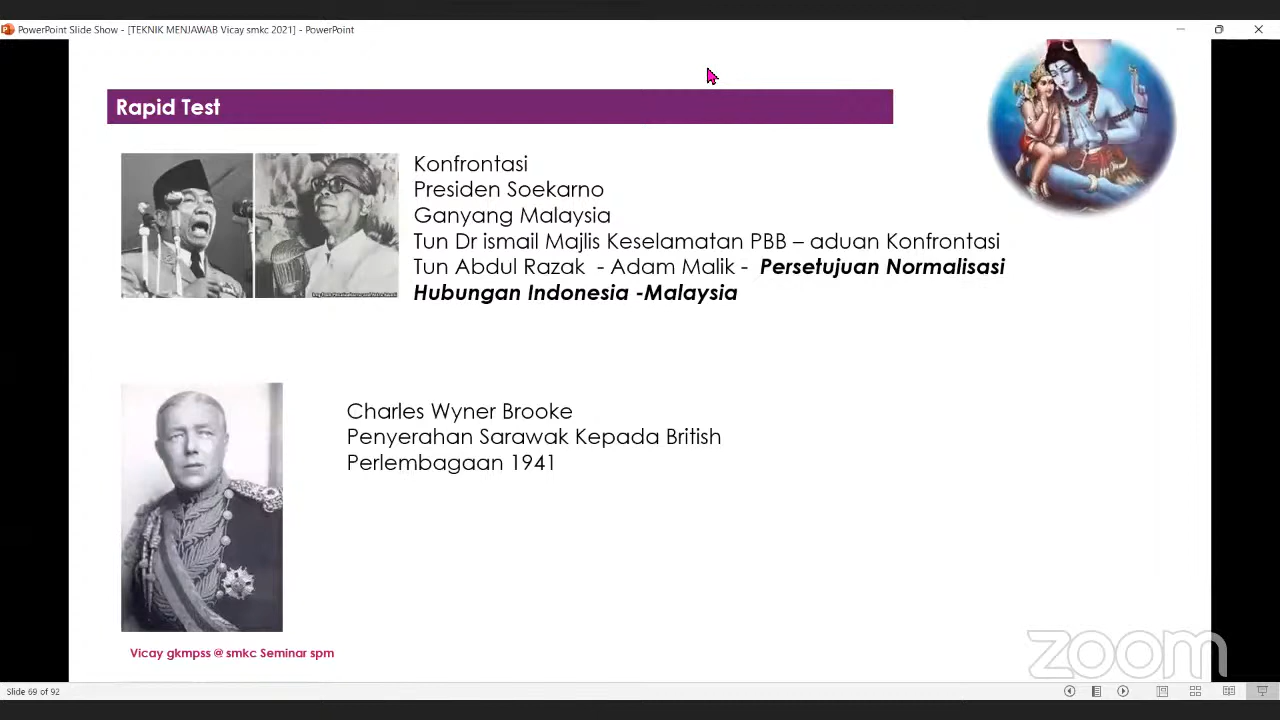 PowerPoint Slide Show - [TEKNIK MENJAWAB Vicay smkc 2021] - PowerPoint
Rapid Test
Konfrontasi
Presiden Soekarno
Ganyang Malaysia
Tun Dr ismail Majlis Keselamatan PBB – aduan Konfrontasi
Tun Abdul Razak - Adam Malik - Persetujuan Normalisasi
Hubungan Indonesia -Malaysia
Charles Wyner Brooke
Penyerahan Sarawak Kepada British
Perlembagaan 1941
Vicay gkmpss @ smkc Seminar spm
zoom
Slide 69 of 92